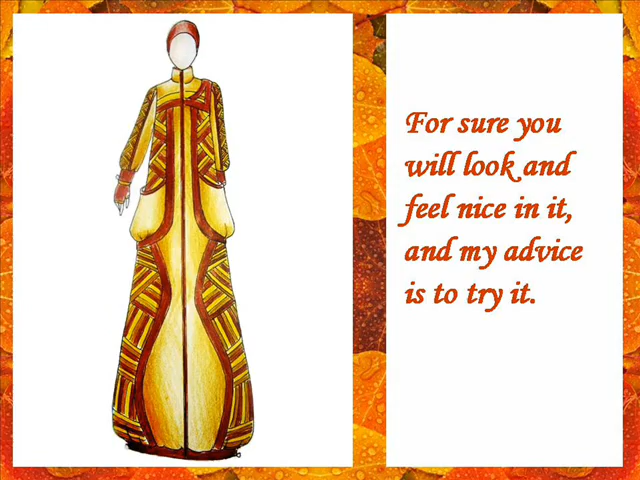 For sure you
will look and
feel nice in it,
and my advice
is to try it.